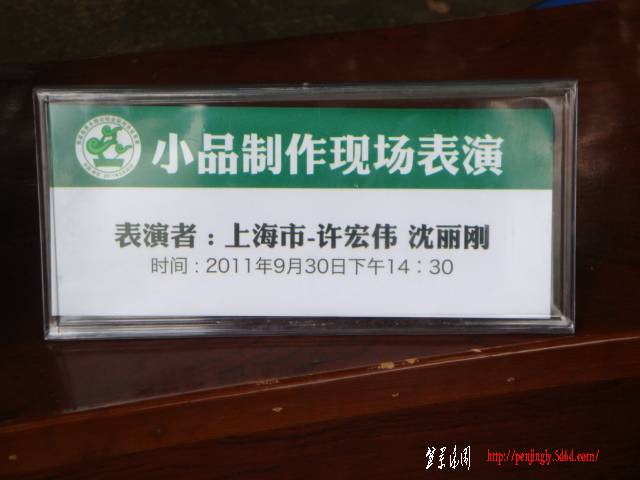 小品制作现场表演
表演者：上海市-许宏伟 沈丽刚
时间：2011年9月30日下午14：30
http://penjingly.5d6d.com/